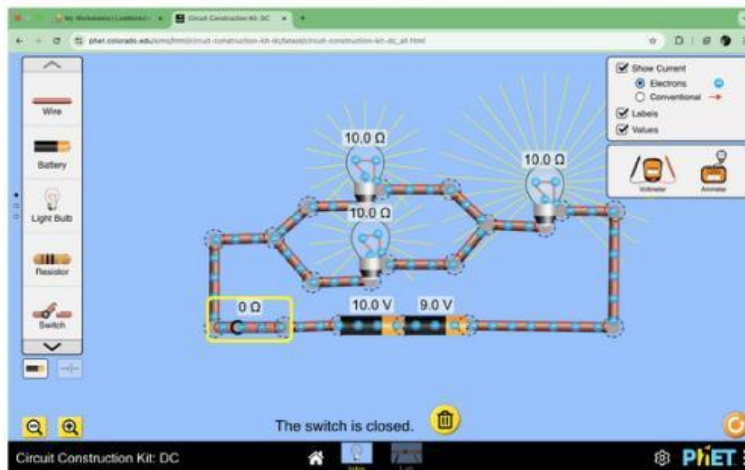 My Worksheets | LiveWorksh
Circuit Construction Kit: DC
phet.colorado.edu/sims/html/circuit-construction-kit-dc/latest/circuit-construction-kit-dc_all.html
Wire
Battery
Light Bulb
Resistor
Switch
Show Current
Electrons
Conventional
Labels
Values
Voltmeter
Ammeter
10.0 Ω
10.0 Ω
10.0 Ω
0 Ω
10.0 V
9.0 V
The switch is closed.
Circuit Construction Kit: DC
Intro
Lab
PhET